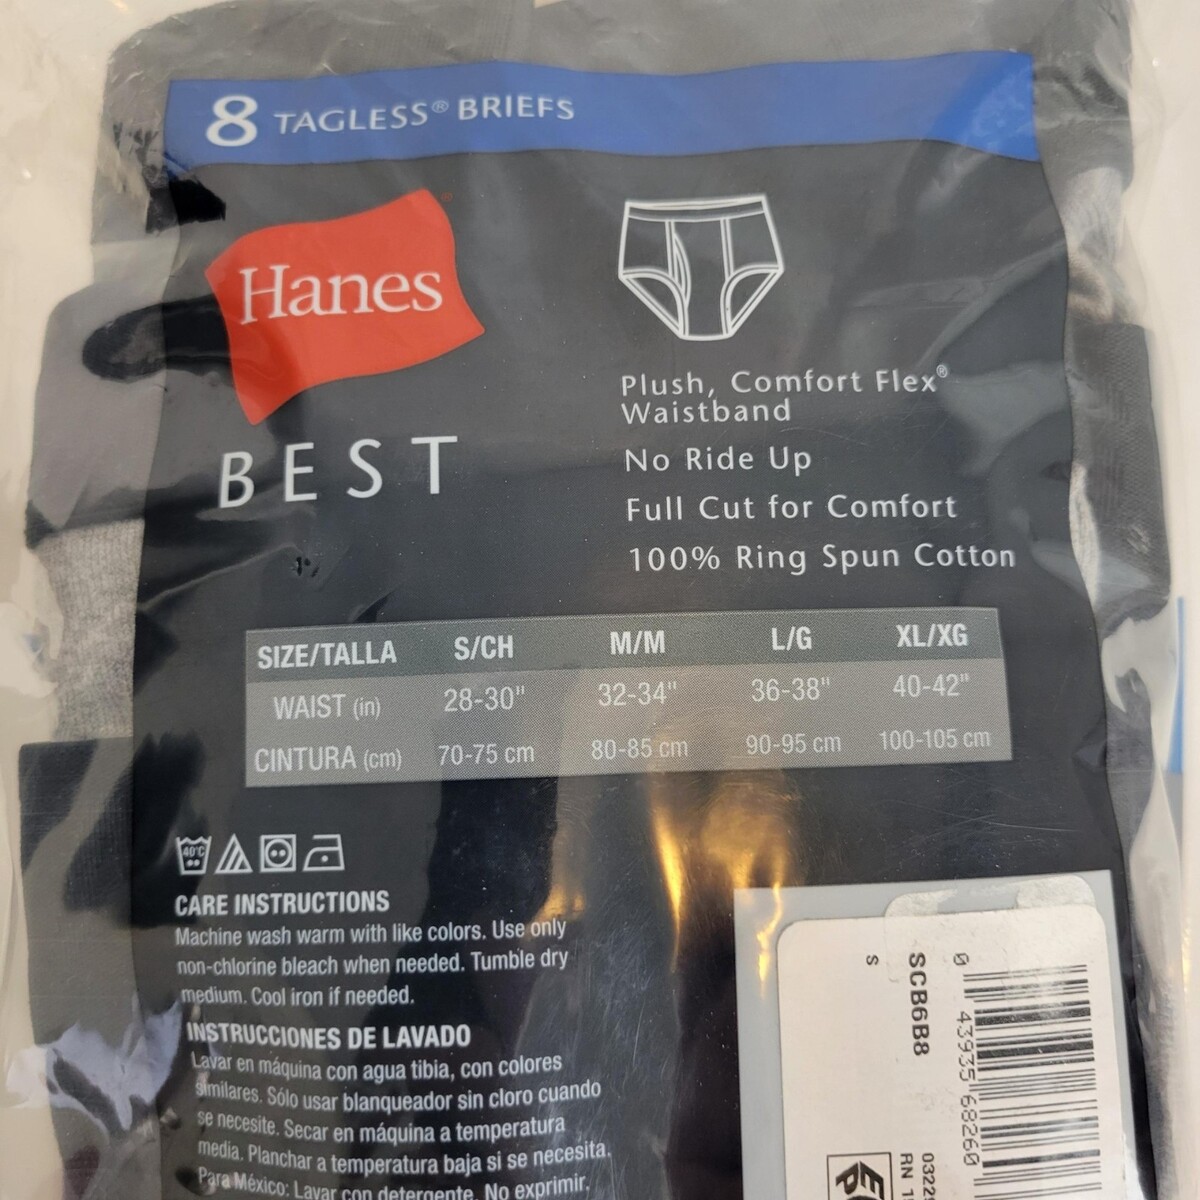 8 TAGLESS® BRIEFS
Hanes®
BEST
Plush, Comfort Flex®
Waistband
No Ride Up
Full Cut for Comfort
100% Ring Spun Cotton
SIZE/TALLA S/CH M/M L/G XL/XG
WAIST (in) 28-30" 32-34" 36-38" 40-42"
CINTURA (cm) 70-75 cm 80-85 cm 90-95 cm 100-105 cm
40°C
CARE INSTRUCTIONS
Machine wash warm with like colors. Use only
non-chlorine bleach when needed. Tumble dry
medium. Cool iron if needed.
INSTRUCCIONES DE LAVADO
Lavar en máquina con agua tibia, con colores
similares. Sólo usar blanqueador sin cloro cuando
se necesite. Secar en máquina a temperatura
media. Planchar a temperatura baja si se necesita.
Para México: Lavar con detergente. No exprimir.
0 43935 68260
SCB6B8
S
RN